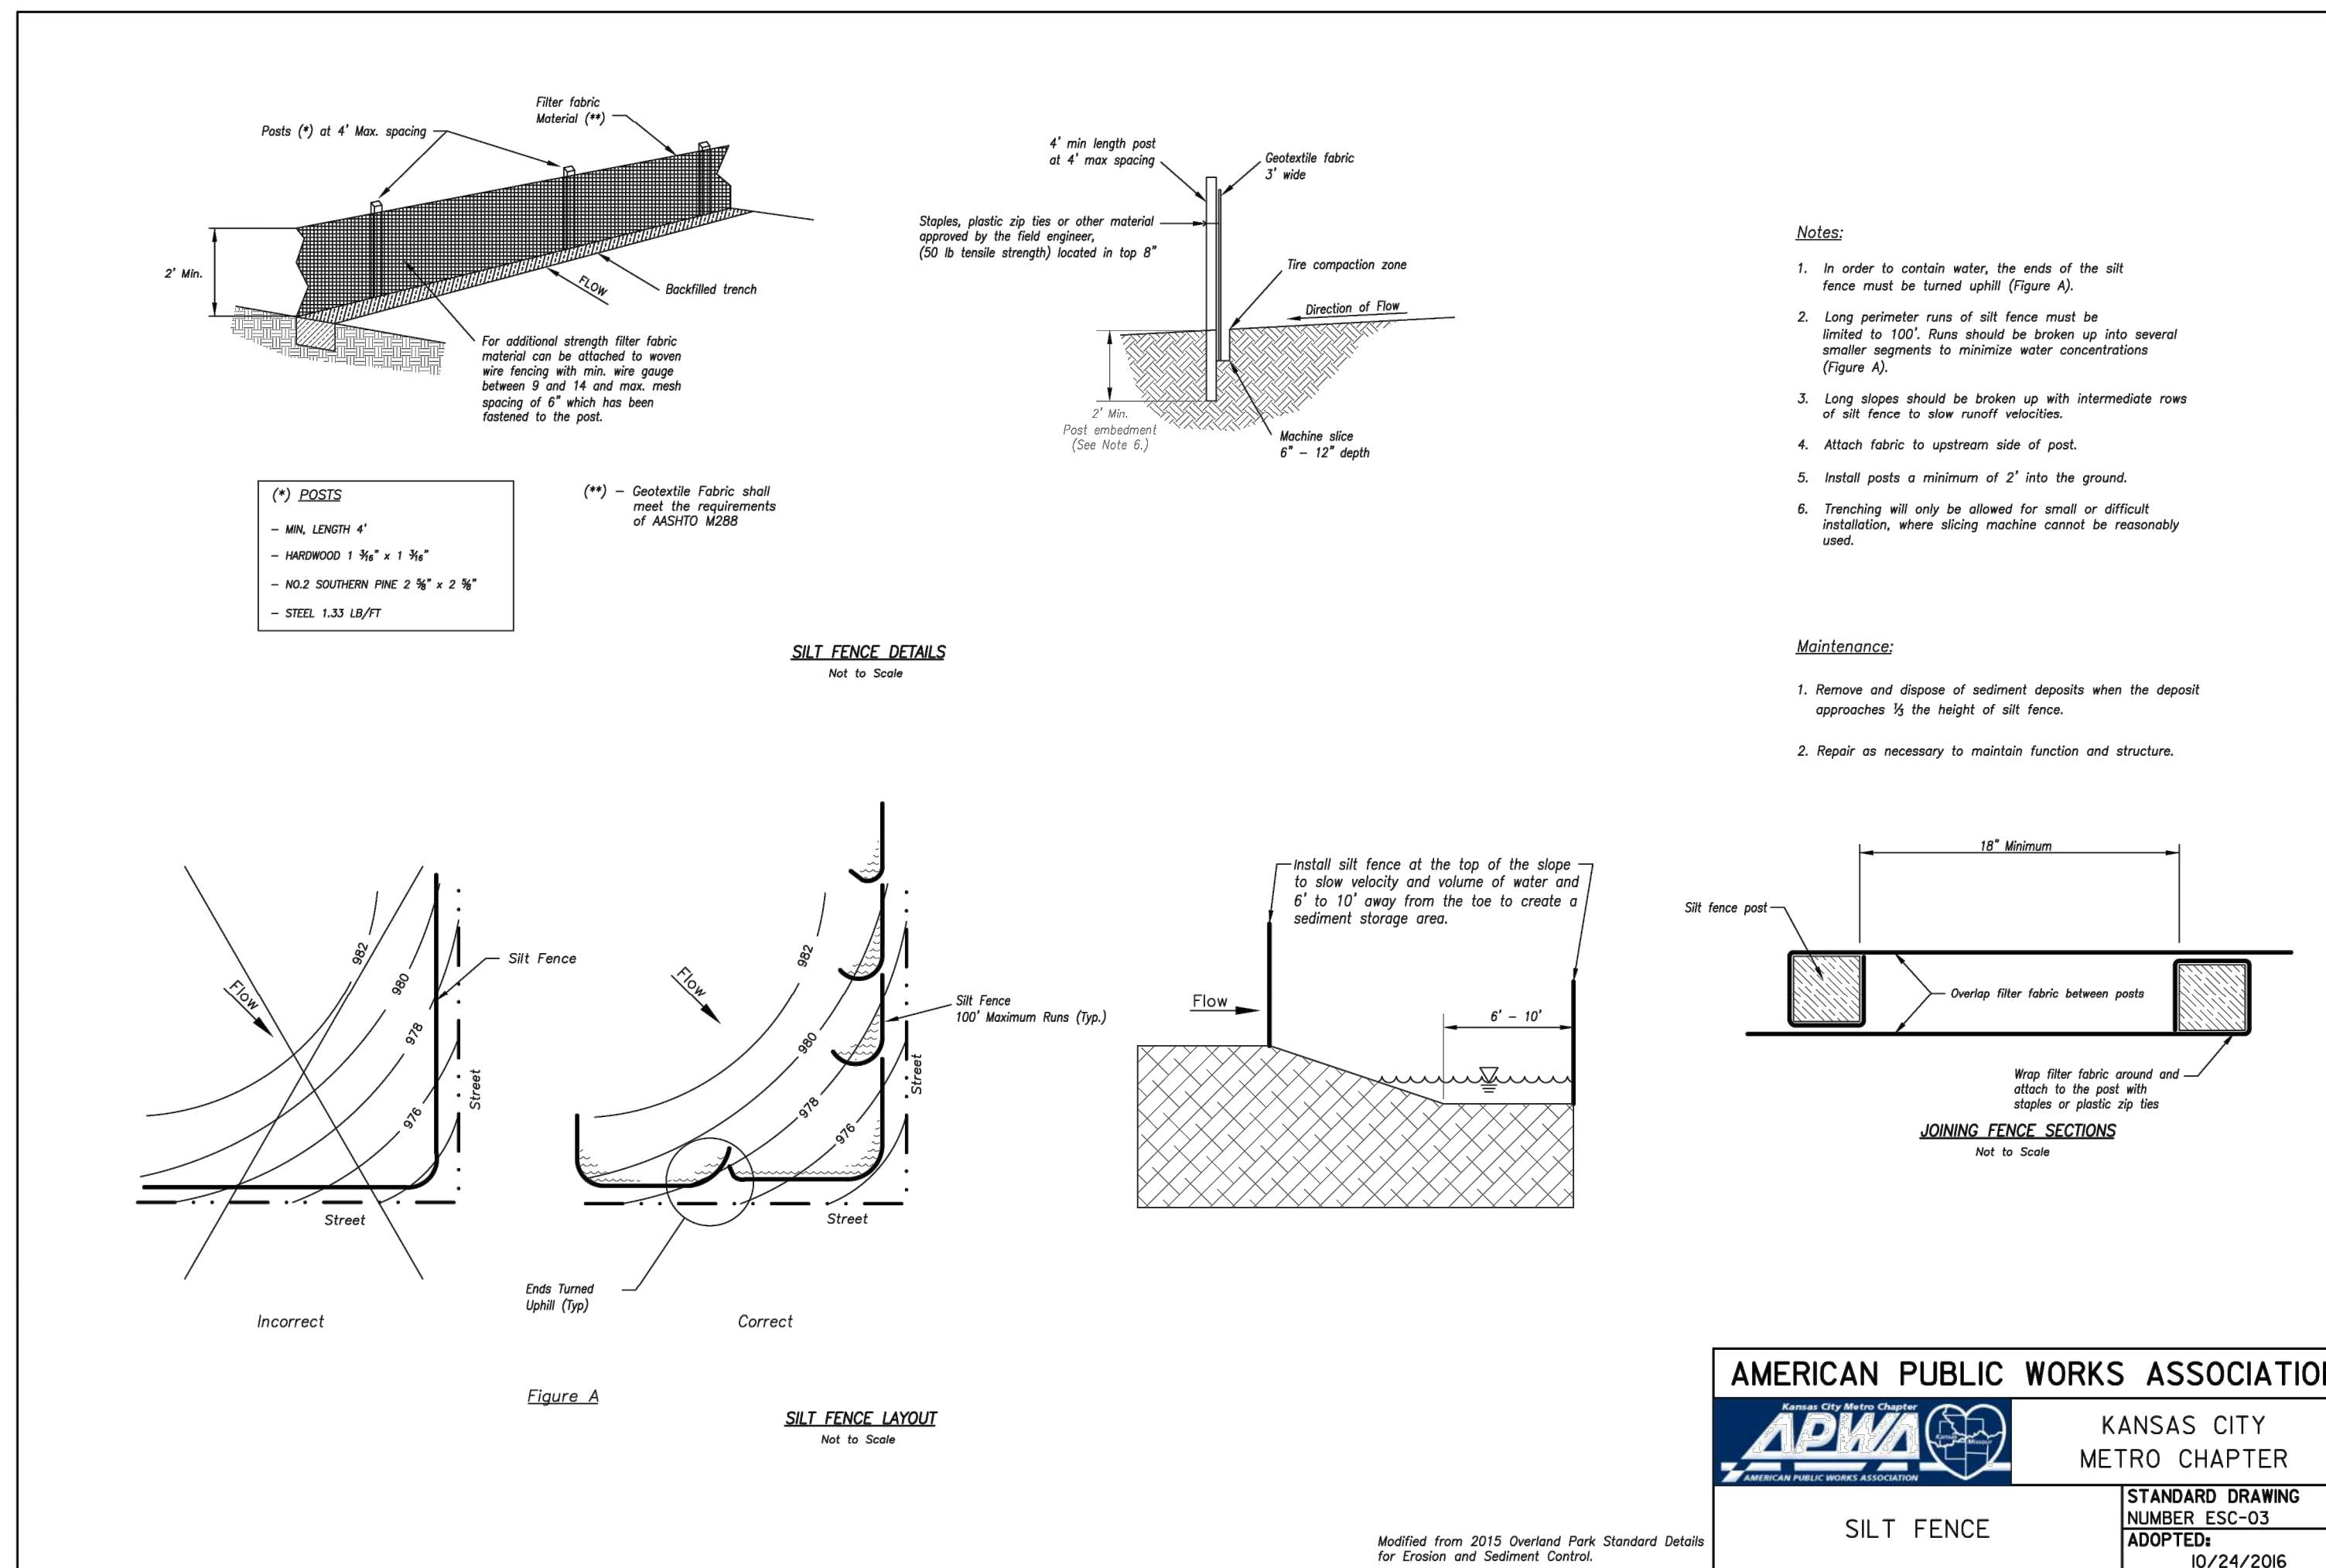 Filter fabric
Material (**)
Posts (*) at 4' Max. spacing
2' Min.
FLOW
Backfilled trench
For additional strength filter fabric
material can be attached to woven
wire fencing with min. wire gauge
between 9 and 14 and max. mesh
spacing of 6" which has been
fastened to the post.
(*) POSTS
– MIN, LENGTH 4'
– HARDWOOD 1 3/16" x 1 3/16"
– NO.2 SOUTHERN PINE 2 5/8" x 2 5/8"
– STEEL 1.33 LB/FT
(**) – Geotextile Fabric shall
meet the requirements
of AASHTO M288
4' min length post
at 4' max spacing
Geotextile fabric
3' wide
Staples, plastic zip ties or other material
approved by the field engineer,
(50 lb tensile strength) located in top 8"
Tire compaction zone
Direction of Flow
2' Min.
Post embedment
(See Note 6.)
Machine slice
6" – 12" depth
SILT FENCE DETAILS
Not to Scale
Notes:
1. In order to contain water, the ends of the silt
fence must be turned uphill (Figure A).
2. Long perimeter runs of silt fence must be
limited to 100'. Runs should be broken up into several
smaller segments to minimize water concentrations
(Figure A).
3. Long slopes should be broken up with intermediate rows
of silt fence to slow runoff velocities.
4. Attach fabric to upstream side of post.
5. Install posts a minimum of 2' into the ground.
6. Trenching will only be allowed for small or difficult
installation, where slicing machine cannot be reasonably
used.
Maintenance:
1. Remove and dispose of sediment deposits when the deposit
approaches 1/3 the height of silt fence.
2. Repair as necessary to maintain function and structure.
982
980
978
976
Flow
Silt Fence
Street
Street
Incorrect
982
980
978
976
Flow
Silt Fence
100' Maximum Runs (Typ.)
Street
Street
Ends Turned
Uphill (Typ)
Correct
Figure A
SILT FENCE LAYOUT
Not to Scale
Install silt fence at the top of the slope
to slow velocity and volume of water and
6' to 10' away from the toe to create a
sediment storage area.
Flow
6' – 10'
18" Minimum
Silt fence post
Overlap filter fabric between posts
Wrap filter fabric around and
attach to the post with
staples or plastic zip ties
JOINING FENCE SECTIONS
Not to Scale
Modified from 2015 Overland Park Standard Details
for Erosion and Sediment Control.
AMERICAN PUBLIC WORKS ASSOCIATION
Kansas City Metro Chapter
APWA
Kansas
Missouri
AMERICAN PUBLIC WORKS ASSOCIATION
KANSAS CITY
METRO CHAPTER
SILT FENCE
STANDARD DRAWING
NUMBER ESC-03
ADOPTED:
10/24/2016